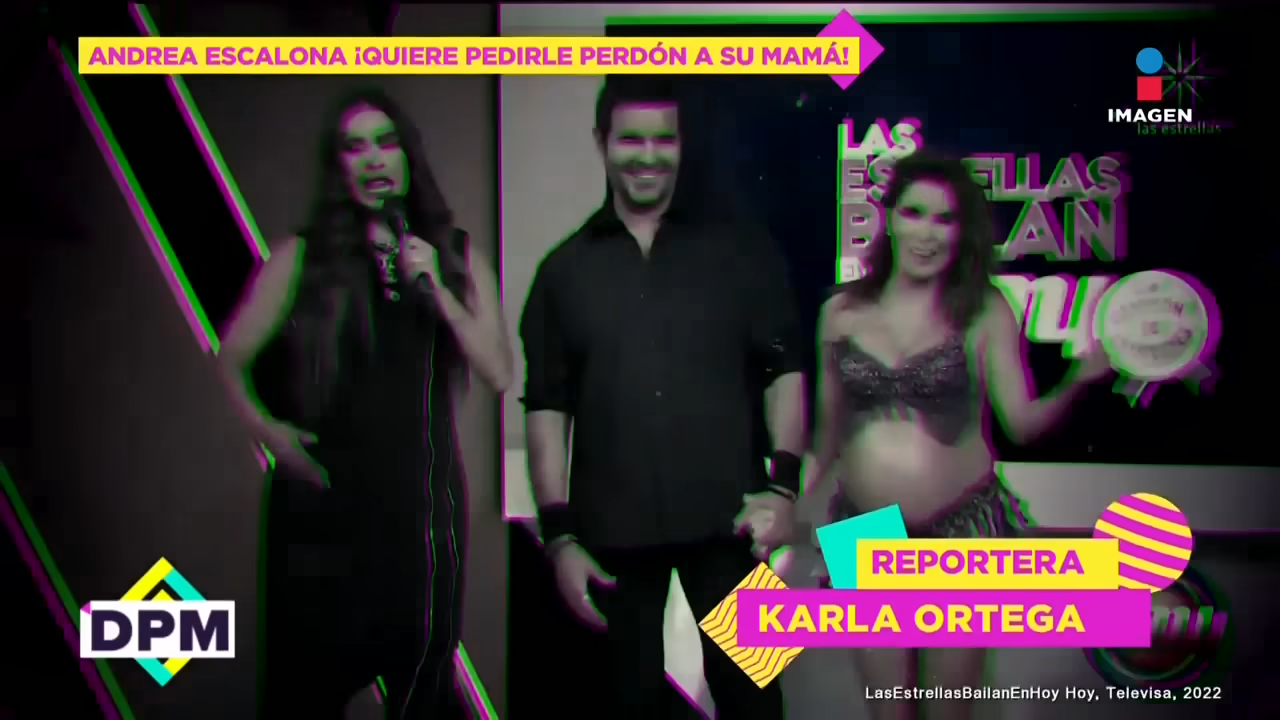 ANDREA ESCALONA ¡QUIERE PEDIRLE PERDÓN A SU MAMÁ!
IMAGEN
las estrellas
LAS
ESTRELLAS
BAILAN
EN
REPORTERA
KARLA ORTEGA
DPM
LasEstrellasBailanEnHoy Hoy, Televisa, 2022